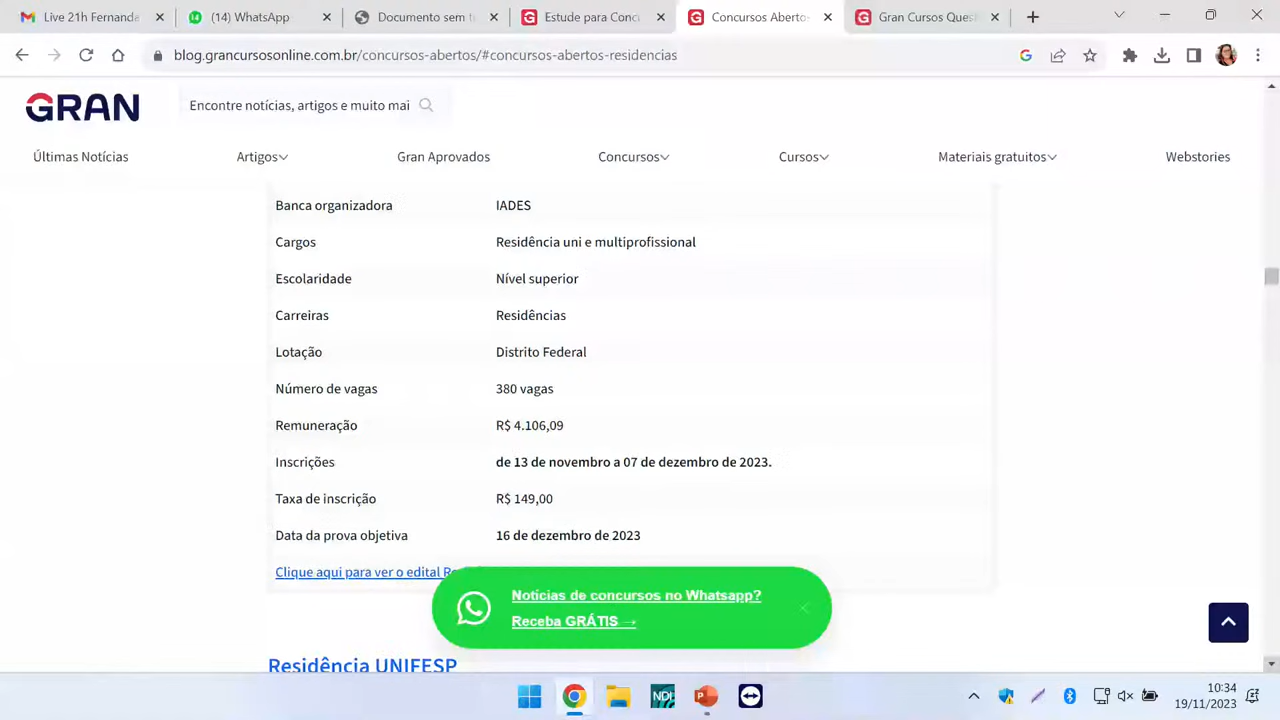 Live 21h Fernande
(14) WhatsApp
Documento sem t
Estude para Conc
Concursos Aberto
Gran Cursos Ques
blog.grancursosonline.com.br/concursos-abertos/#concursos-abertos-residencias
GRAN
Encontre notícias, artigos e muito mai
Últimas Notícias
Artigos
Gran Aprovados
Concursos
Cursos
Materiais gratuitos
Webstories
Banca organizadora IADES
Cargos Residência uni e multiprofissional
Escolaridade Nível superior
Carreiras Residências
Lotação Distrito Federal
Número de vagas 380 vagas
Remuneração R$ 4.106,09
Inscrições de 13 de novembro a 07 de dezembro de 2023.
Taxa de inscrição R$ 149,00
Data da prova objetiva 16 de dezembro de 2023
Clique aqui para ver o edital
Notícias de concursos no Whatsapp?
Receba GRÁTIS →
Residência UNIFESP
NDI
10:34
19/11/2023